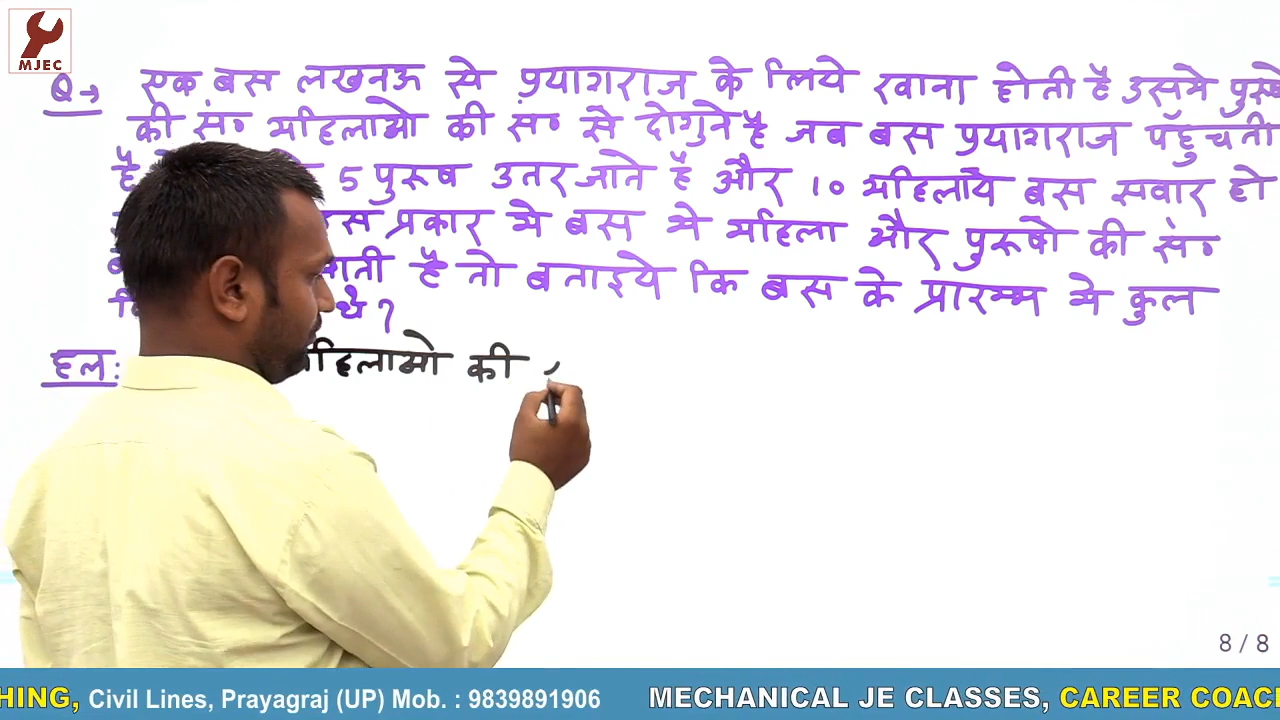 MJEC
Q→ एक बस लखनऊ से प्रयागराज के लिये रवाना होती है उसमे
की सं० महिलाओ की स० से दोगुने है जब बस प्रयागराज पहुँचती
5 पुरूष उतर जाते है और 10 महिलाये बस सवार हो
प्रकार से बस मे महिला और पुरूषो की सं०
है तो बताइये कि बस के प्रारम्भ मे कुल
थे ?
हल: महिलाओ की
8 / 8
HING, Civil Lines, Prayagraj (UP) Mob. : 9839891906 MECHANICAL JE CLASSES, CAREER COAC